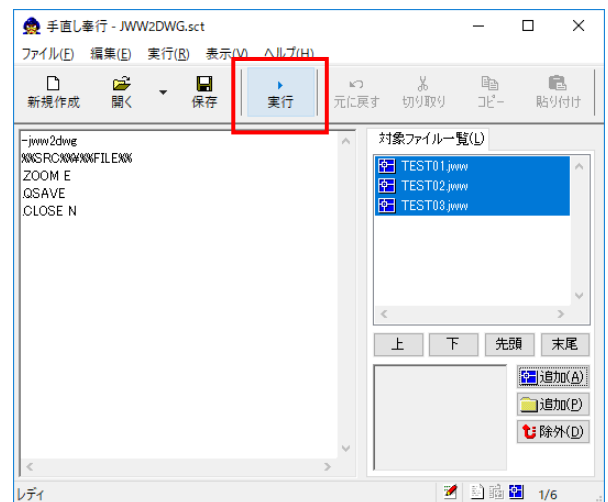 手直し奉行 - JWW2DWG.sct
ファイル(F) 編集(E) 実行(R) 表示(V) ヘルプ(H)
新規作成 開く 保存 実行 元に戻す 切り取り コピー 貼り付け
-jww2dwg
%%SRC%%¥%%FILE%%
.ZOOM E
.QSAVE
.CLOSE N
対象ファイル一覧(L)
TEST01.jww
TEST02.jww
TEST03.jww
上 下 先頭 末尾
追加(A)
追加(P)
除外(D)
レディ 1/6